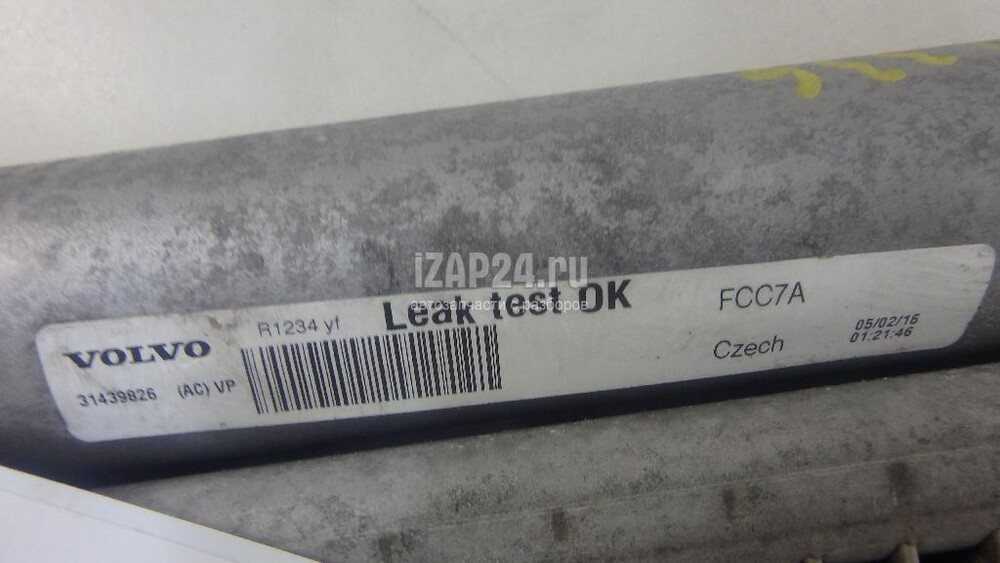 iZAP24.ru
автозапчасти с разборов
VOLVO
31439826 (AC) VP
R1234 yf
Leak test OK
FCC7A
Czech
05/02/16
01:21:46